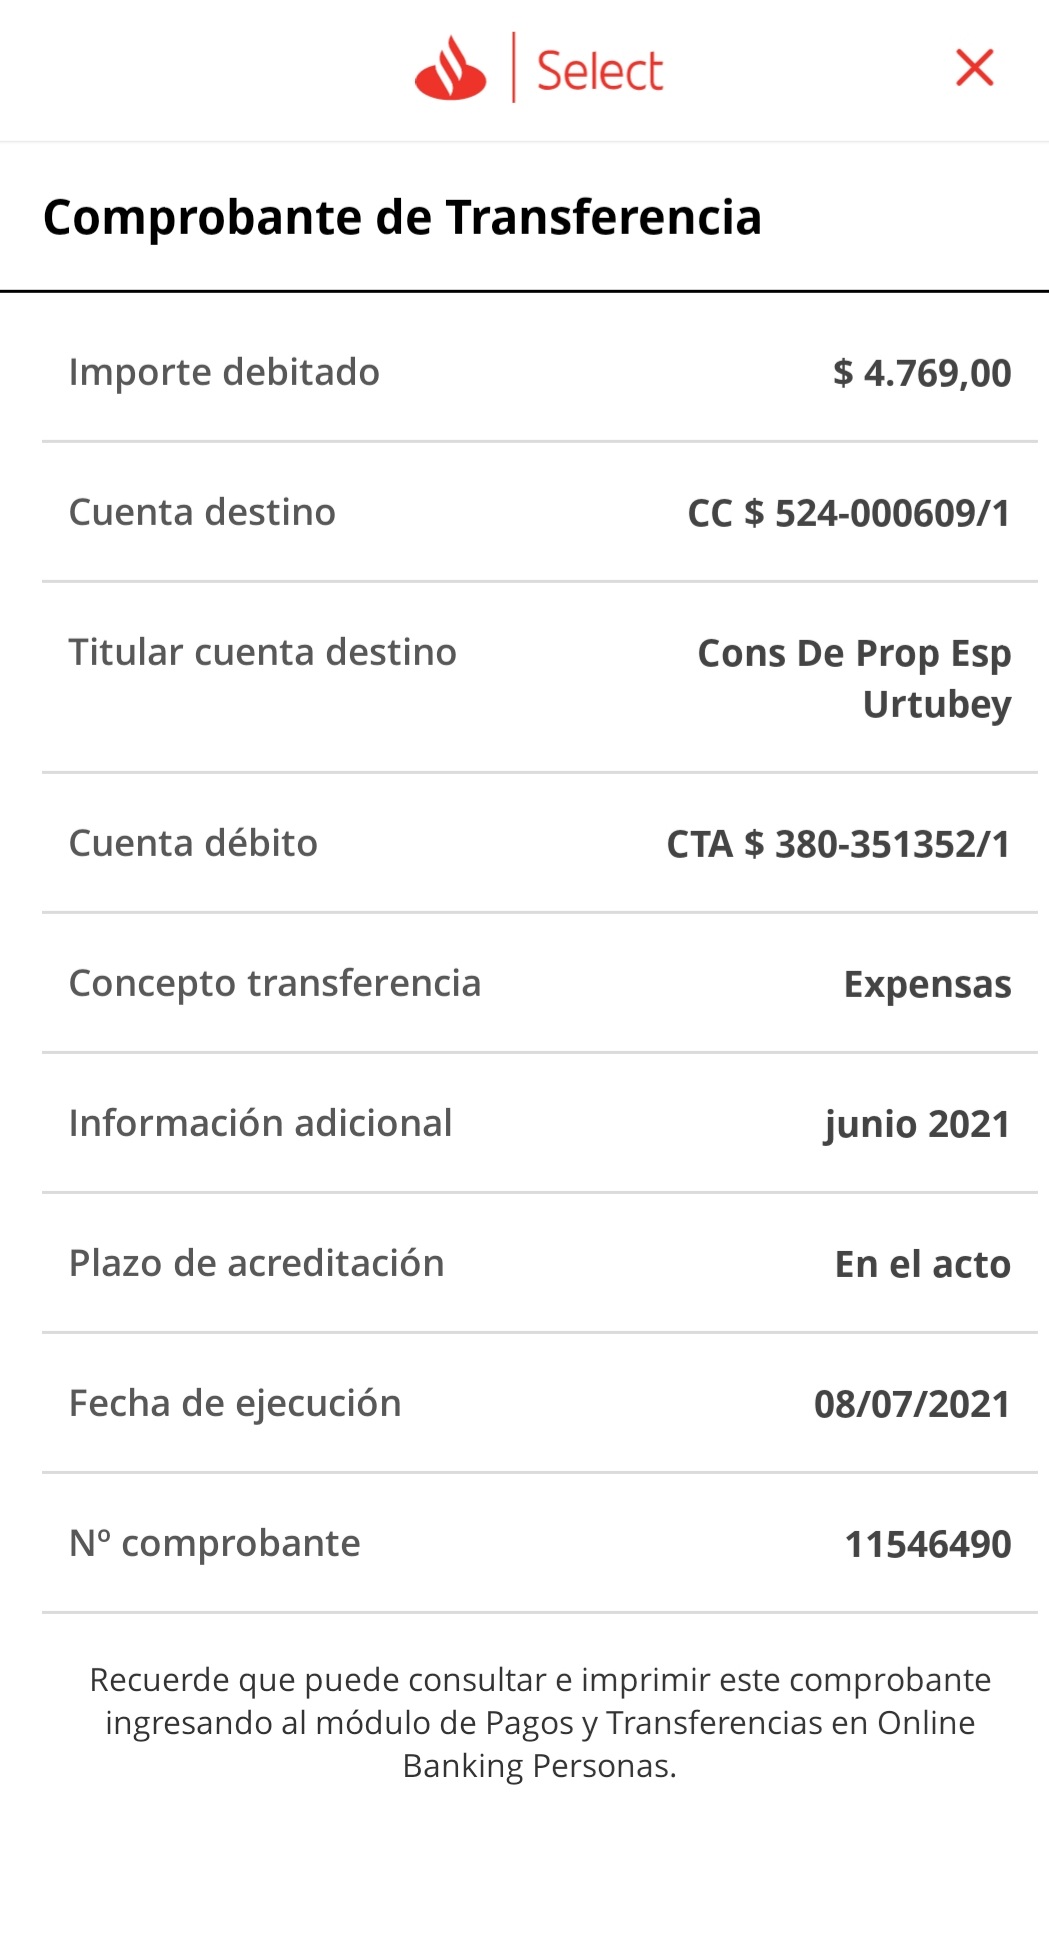 Select
Comprobante de Transferencia
Importe debitado $ 4.769,00
Cuenta destino CC $ 524-000609/1
Titular cuenta destino Cons De Prop Esp
Urtubey
Cuenta débito CTA $ 380-351352/1
Concepto transferencia Expensas
Información adicional junio 2021
Plazo de acreditación En el acto
Fecha de ejecución 08/07/2021
Nº comprobante 11546490
Recuerde que puede consultar e imprimir este comprobante
ingresando al módulo de Pagos y Transferencias en Online
Banking Personas.